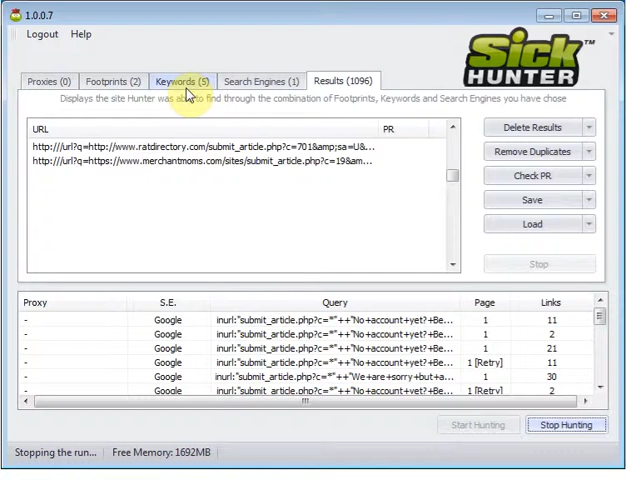 1.0.0.7
Logout Help
Sick HUNTER ™
Proxies (0) Footprints (2) Keywords (5) Search Engines (1) Results (1096)
Displays the site Hunter was able to find through the combination of Footprints, Keywords and Search Engines you have chose
URL PR
http:///url?q=http://www.ratdirectory.com/submit_article.php?c=701&amp;sa=U&...
http:///url?q=https://www.merchantmoms.com/sites/submit_article.php?c=19&am...
Delete Results
Remove Duplicates
Check PR
Save
Load
Stop
Proxy S.E. Query Page Links
- Google inurl:"submit_article.php?c=*"++"No+account+yet?+Be... 1 11
- Google inurl:"submit_article.php?c=*"++"No+account+yet?+Be... 1 2
- Google inurl:"submit_article.php?c=*"++"No+account+yet?+Be... 1 21
- Google inurl:"submit_article.php?c=*"++"No+account+yet?+Be... 1 [Retry] 11
- Google inurl:"submit_article.php?c=*"++"We+are+sorry+but+a... 1 30
- Google inurl:"submit_article.php?c=*"++"No+account+yet?+Be... 1 [Retry] 2
Start Hunting Stop Hunting
Stopping the run... Free Memory: 1692MB